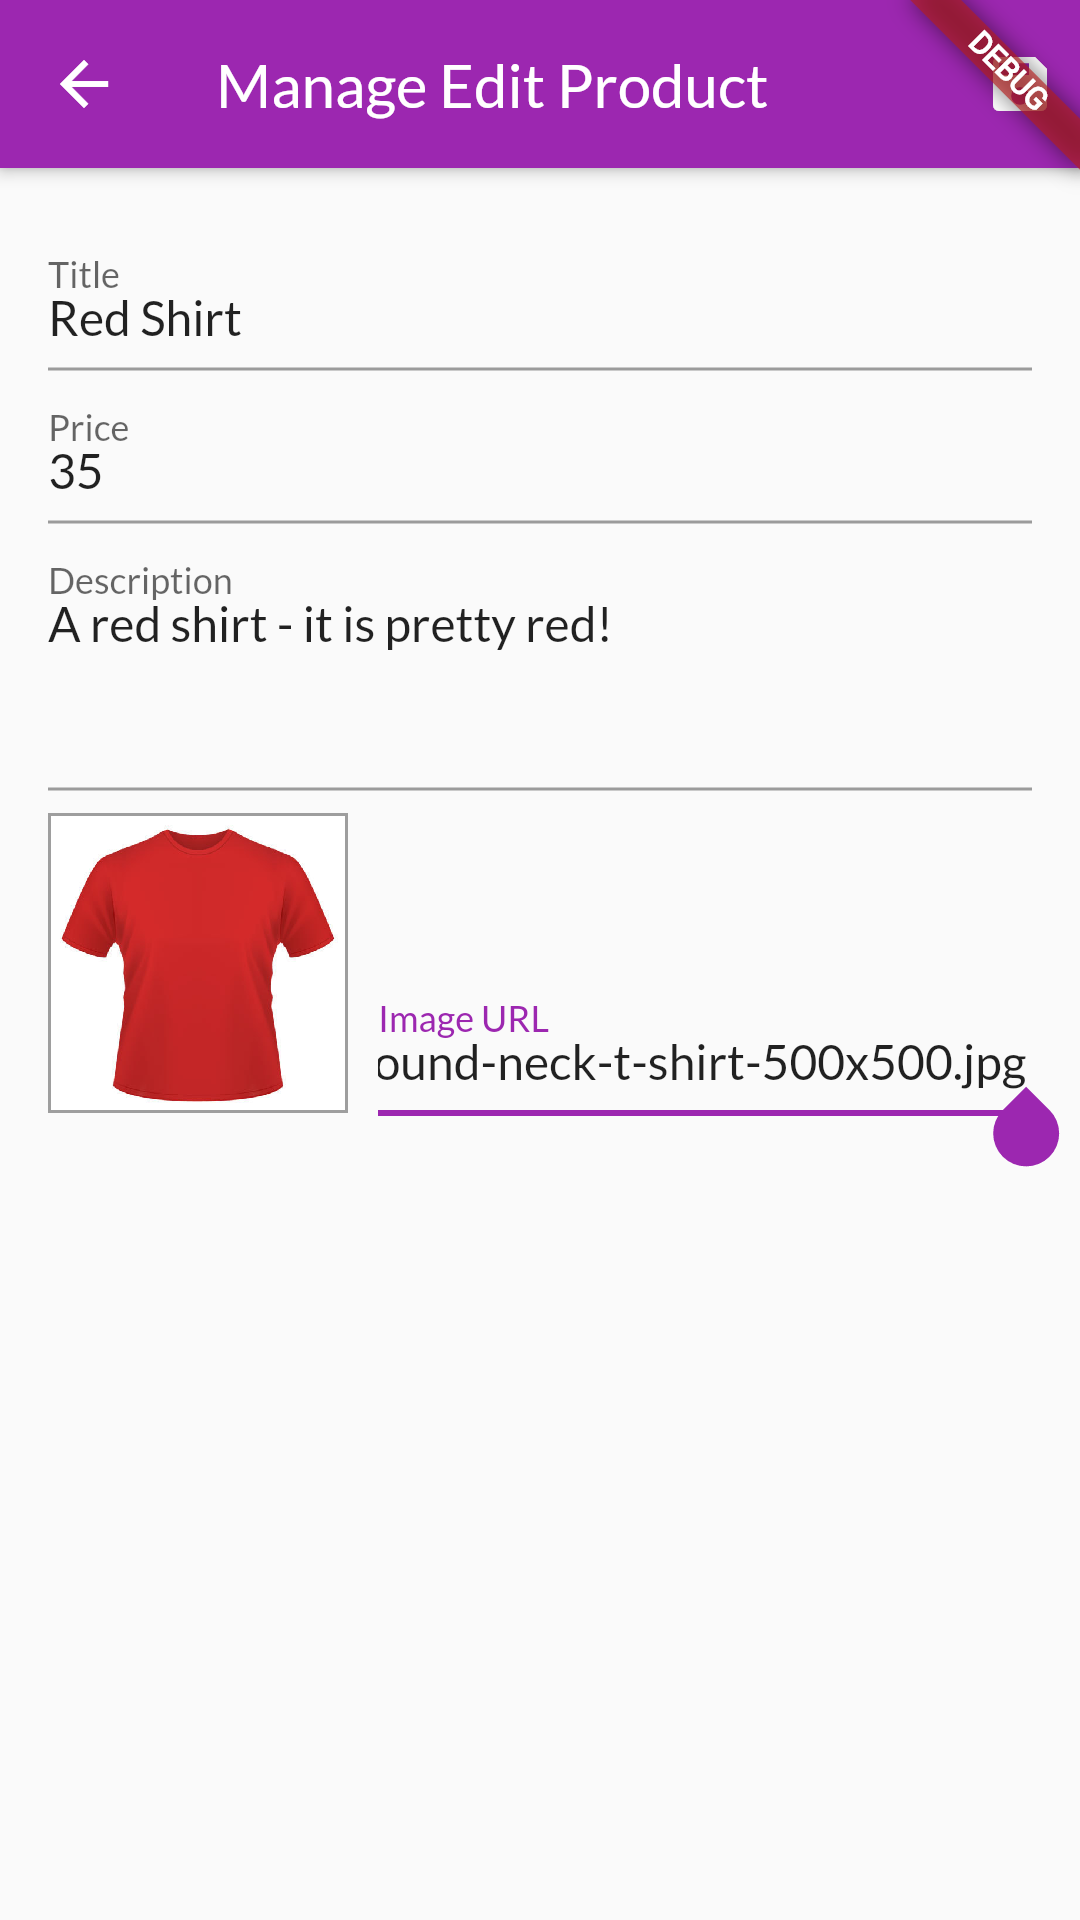 Manage Edit Product
DEBUG
Title
Red Shirt
Price
35
Description
A red shirt - it is pretty red!
Image URL
ound-neck-t-shirt-500x500.jpg